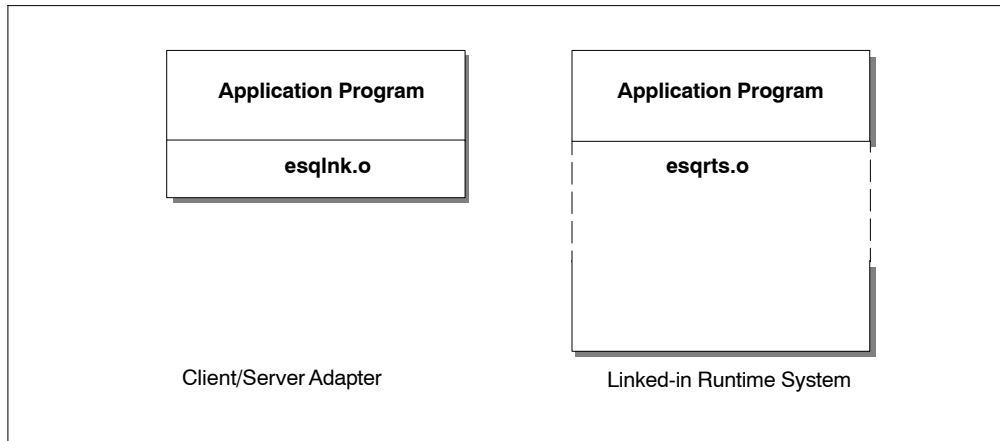 Application Program
esqlnk.o
Client/Server Adapter
Application Program
esqrts.o
Linked-in Runtime System